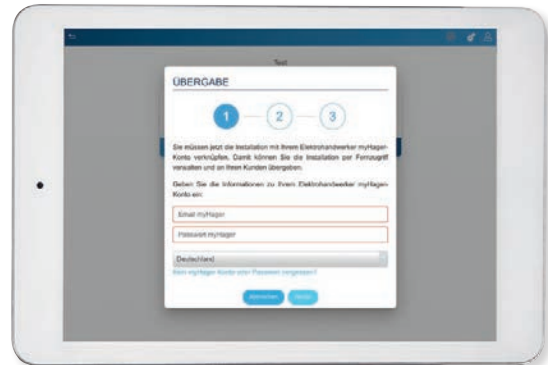 Test
ÜBERGABE
1
2
3
Sie müssen jetzt die Installation mit Ihrem Elektrohandwerker myHager-
Konto verknüpfen. Damit können Sie die Installation per Fernzugriff
verwalten und an Ihren Kunden übergeben.
Geben Sie die Informationen zu Ihrem Elektrohandwerker myHager-
Konto ein:
Email myHager
Passwort myHager
Deutschland
Kein myHager Konto oder Passwort vergessen?
Abbrechen